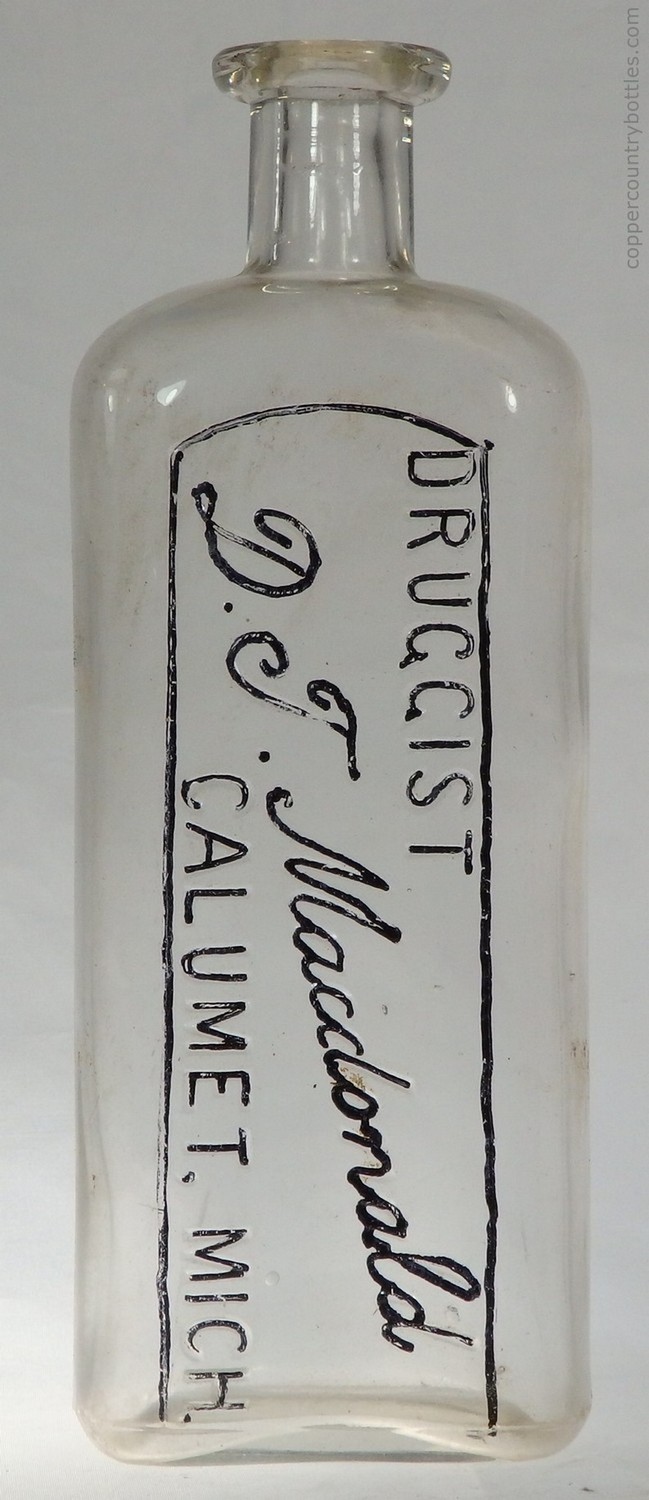 DRUGGIST
D. J. Macdonald
CALUMET, MICH.
coppercountrybottles.com